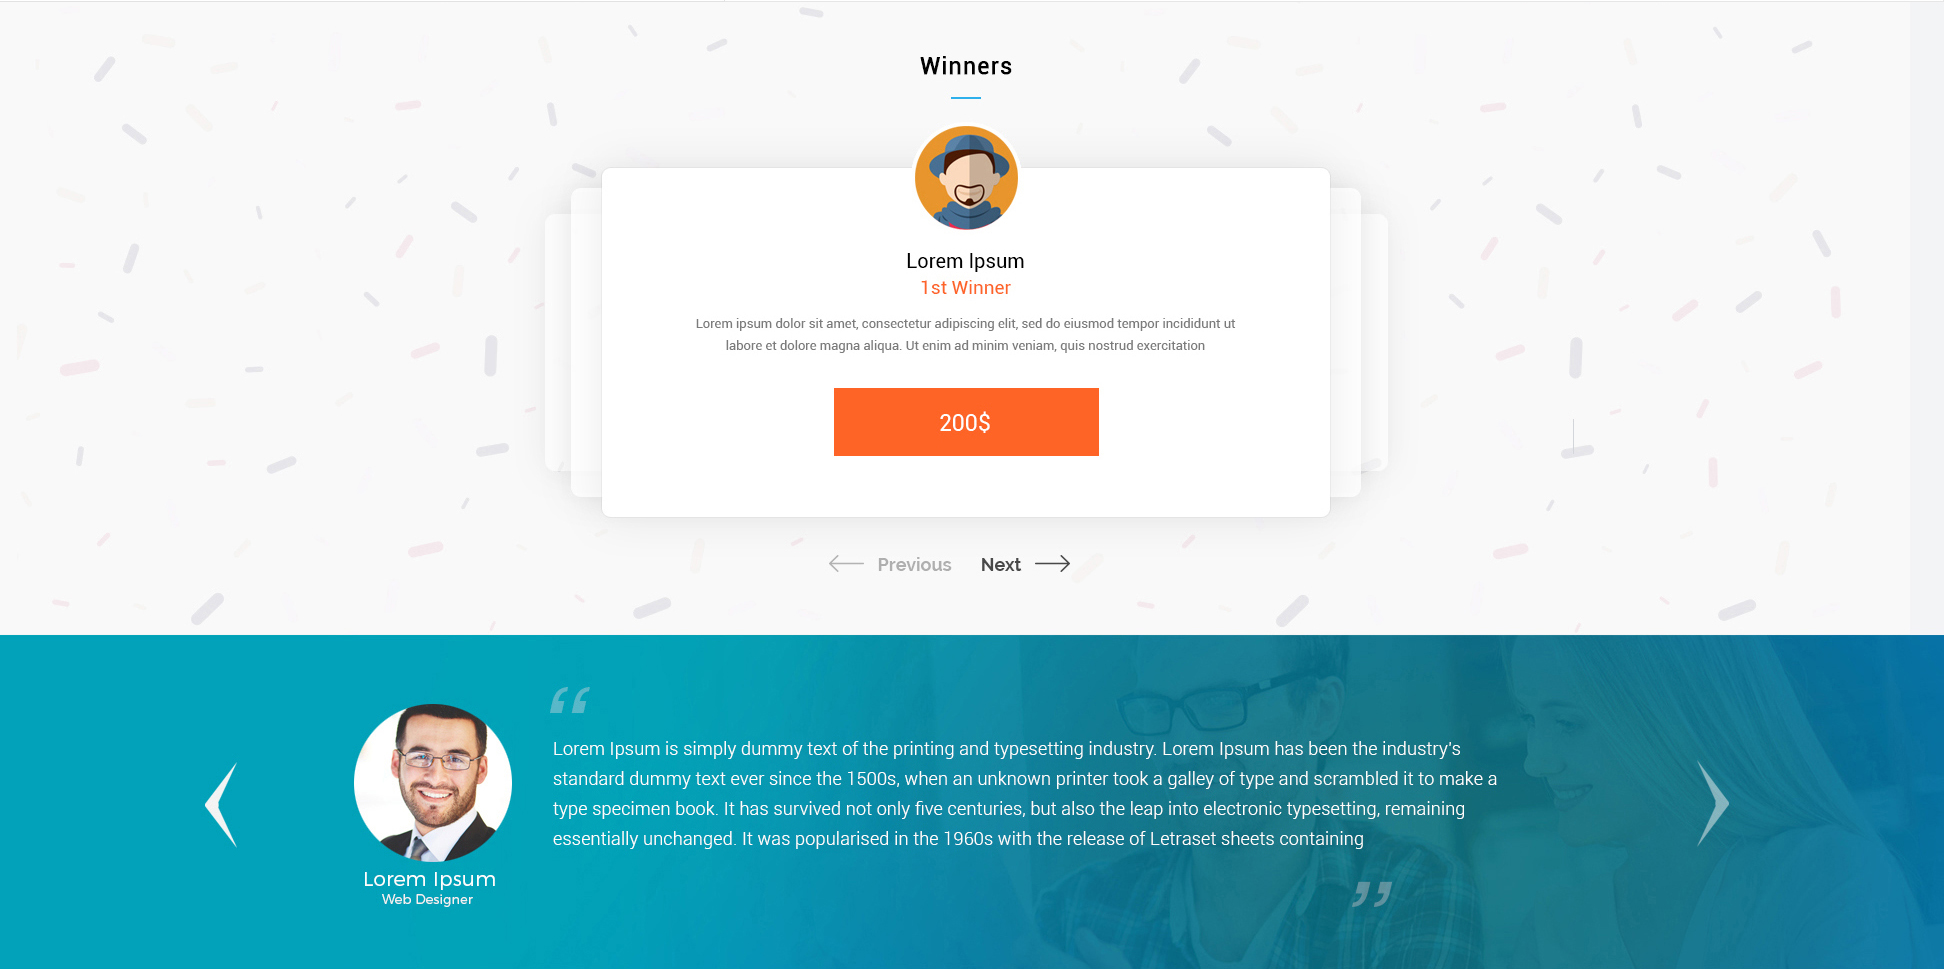 Winners
Lorem Ipsum
1st Winner
Lorem ipsum dolor sit amet, consectetur adipiscing elit, sed do eiusmod tempor incididunt ut
labore et dolore magna aliqua. Ut enim ad minim veniam, quis nostrud exercitation
200$
Previous Next
“
Lorem Ipsum is simply dummy text of the printing and typesetting industry. Lorem Ipsum has been the industry's
standard dummy text ever since the 1500s, when an unknown printer took a galley of type and scrambled it to make a
type specimen book. It has survived not only five centuries, but also the leap into electronic typesetting, remaining
essentially unchanged. It was popularised in the 1960s with the release of Letraset sheets containing
”
Lorem Ipsum
Web Designer